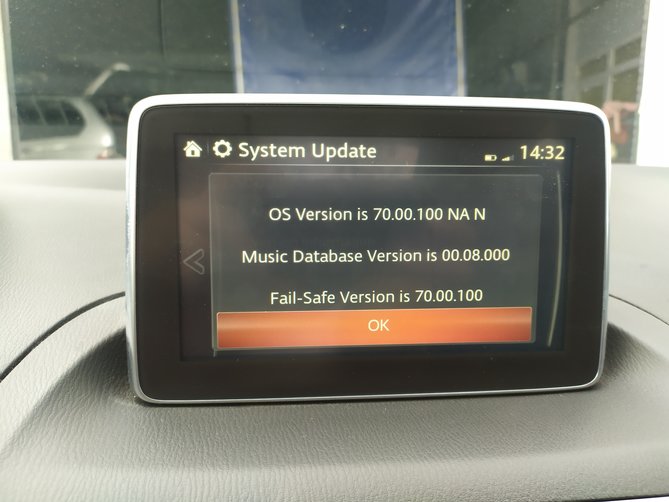 System Update
14:32
OS Version is 70.00.100 NA N
Music Database Version is 00.08.000
Fail-Safe Version is 70.00.100
OK